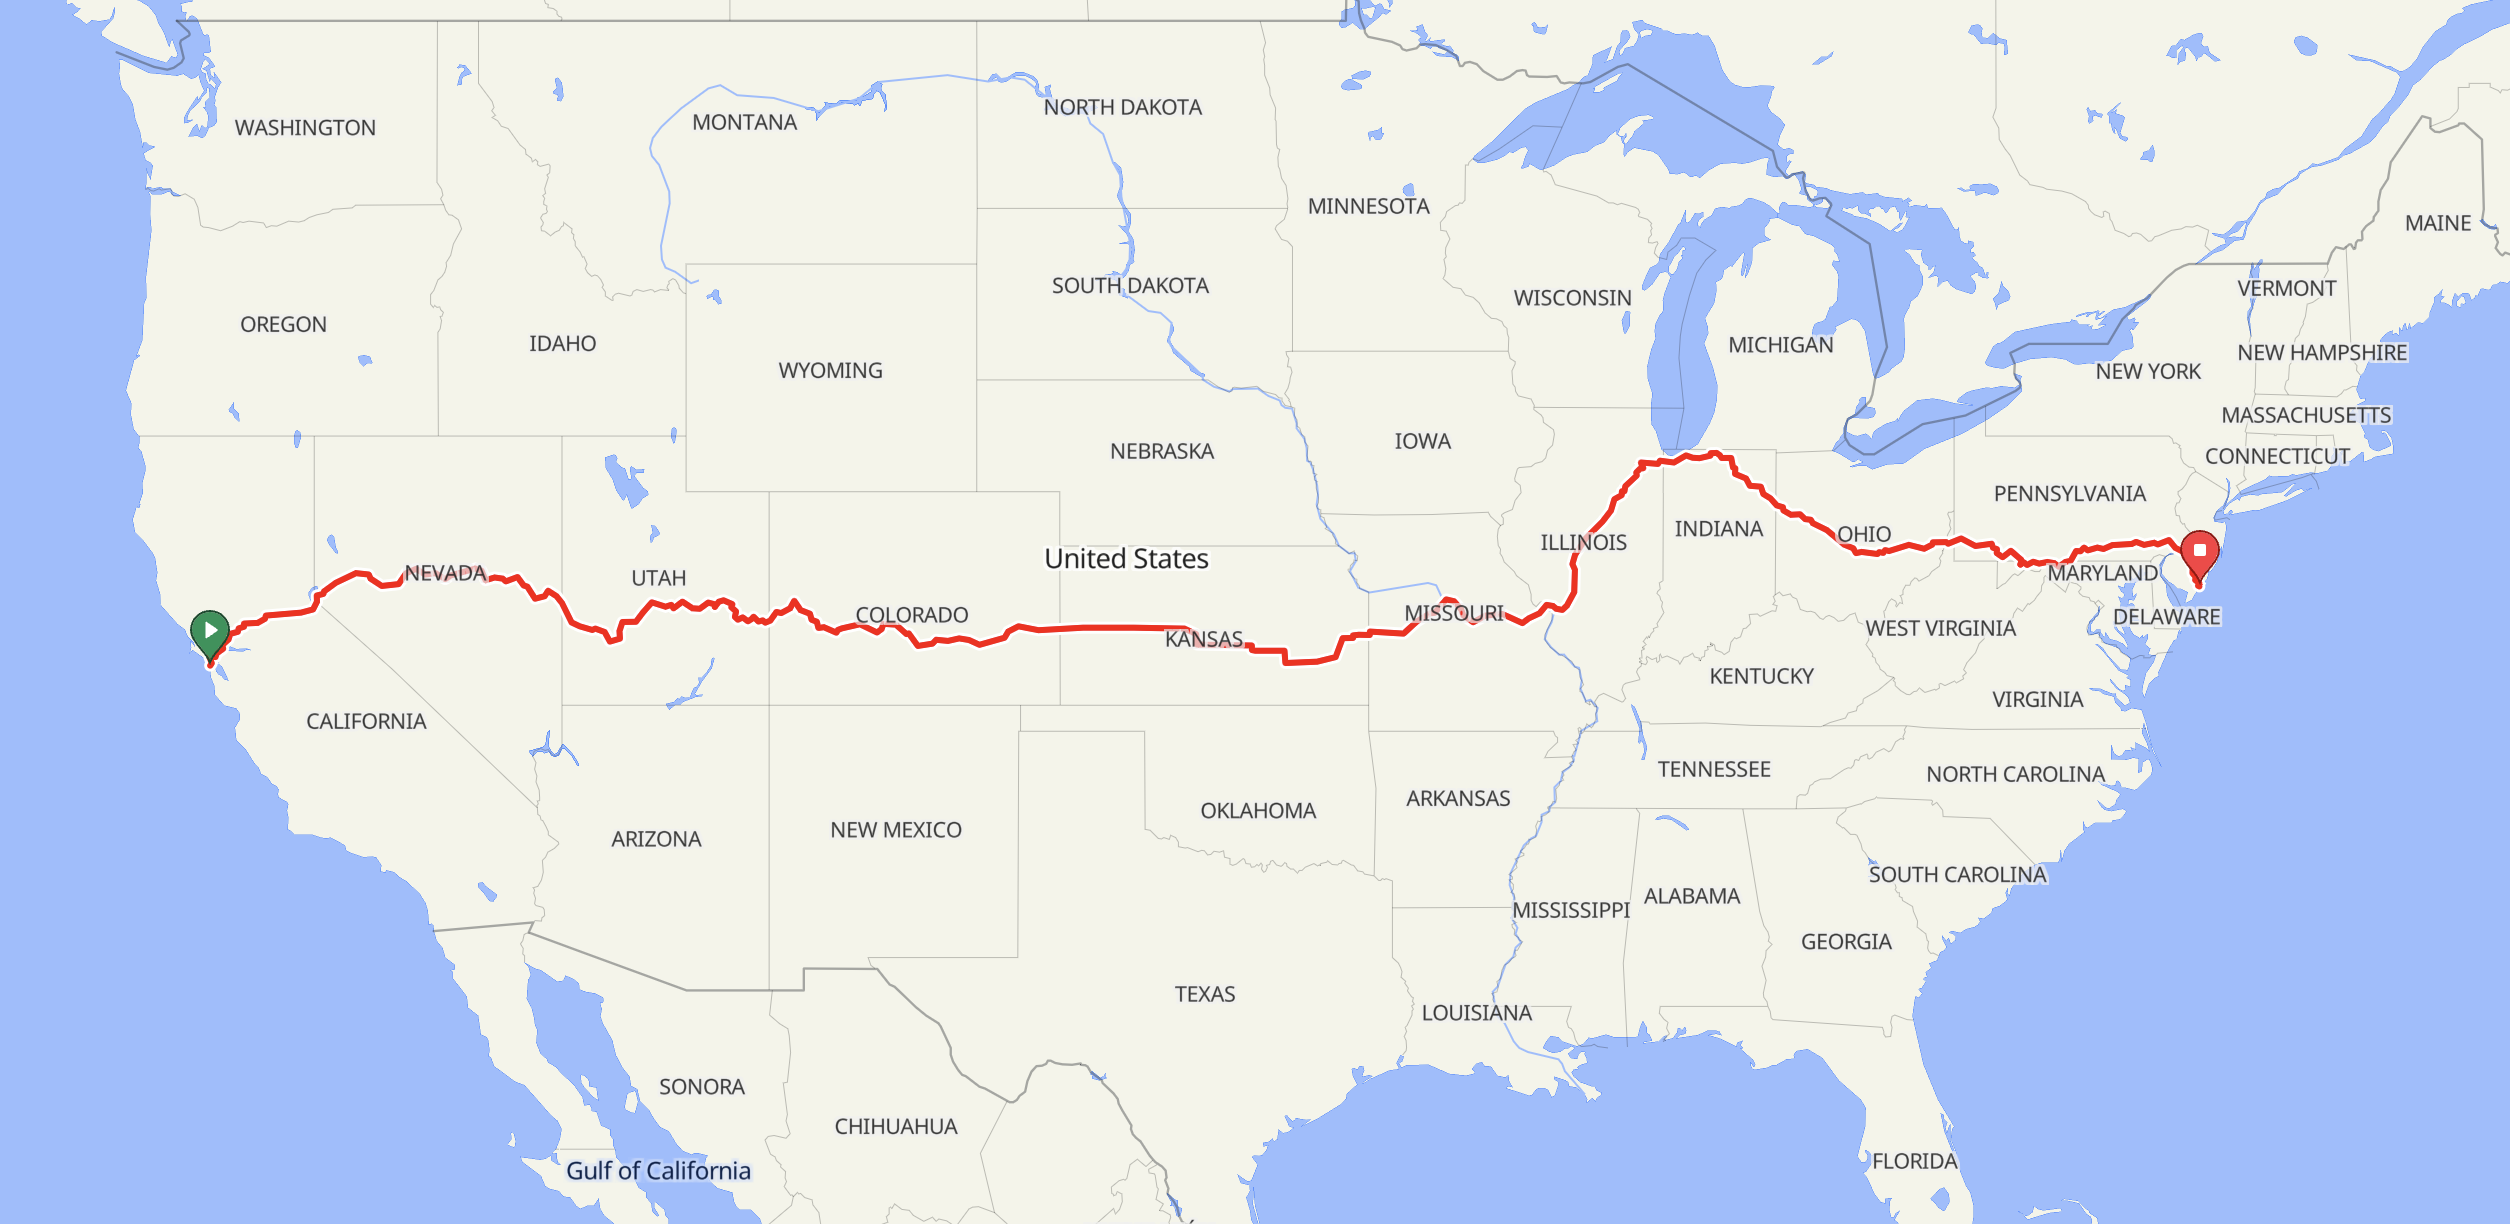 WASHINGTON
MONTANA
NORTH DAKOTA
MINNESOTA
MAINE
OREGON
IDAHO
SOUTH DAKOTA
WISCONSIN
MICHIGAN
VERMONT
NEW HAMPSHIRE
WYOMING
NEW YORK
MASSACHUSETTS
NEBRASKA
IOWA
CONNECTICUT
PENNSYLVANIA
NEVADA
UTAH
COLORADO
United States
KANSAS
MISSOURI
ILLINOIS
INDIANA
OHIO
MARYLAND
DELAWARE
WEST VIRGINIA
KENTUCKY
VIRGINIA
CALIFORNIA
TENNESSEE
NORTH CAROLINA
ARIZONA
NEW MEXICO
OKLAHOMA
ARKANSAS
SOUTH CAROLINA
MISSISSIPPI
ALABAMA
GEORGIA
TEXAS
LOUISIANA
SONORA
CHIHUAHUA
Gulf of California
FLORIDA